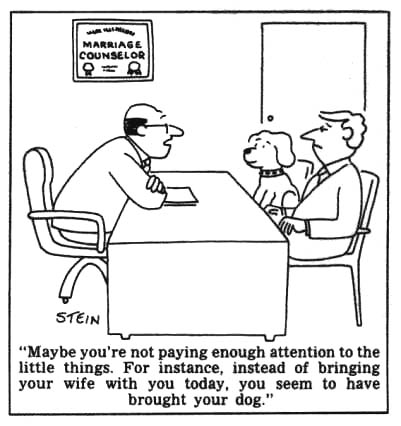 MARRIAGE
COUNSELOR
STEIN
"Maybe you're not paying enough attention to the
little things. For instance, instead of bringing
your wife with you today, you seem to have
brought your dog."